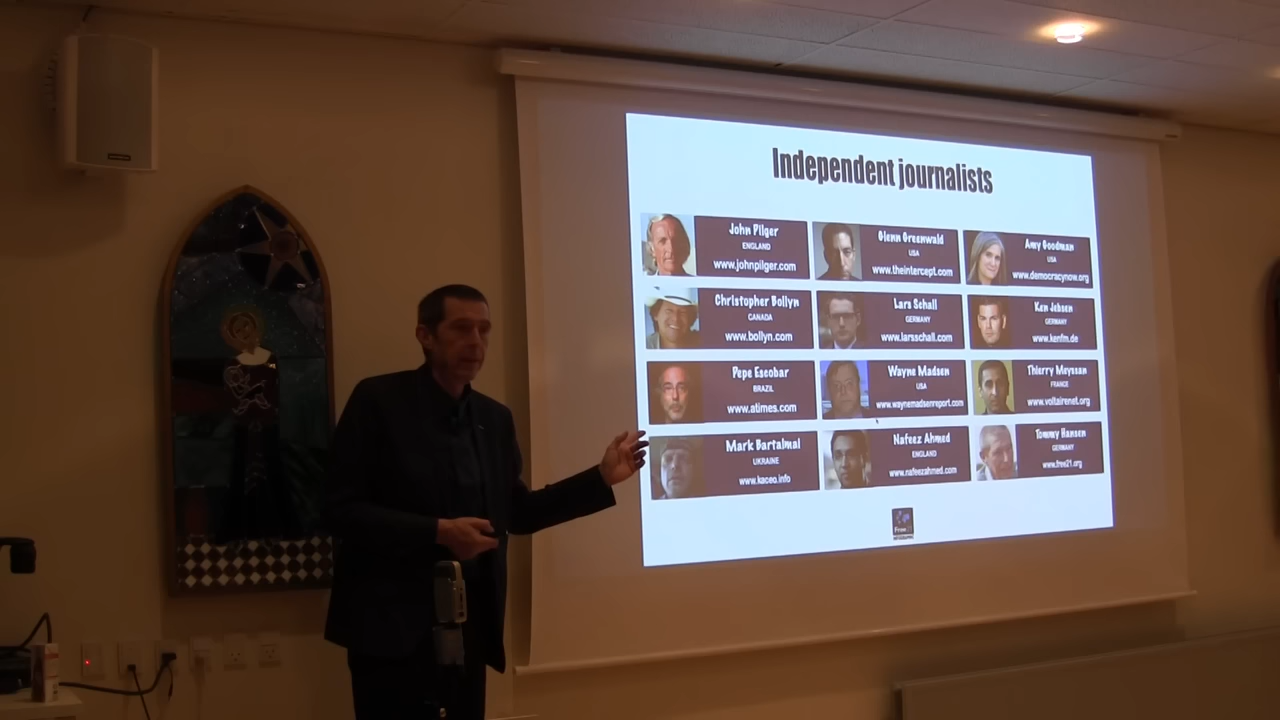 Independent journalists
John Pilger
ENGLAND
www.johnpilger.com
Glenn Greenwald
USA
www.theintercept.com
Amy Goodman
USA
www.democracynow.org
Christopher Bollyn
CANADA
www.bollyn.com
Lars Schall
GERMANY
www.larsschall.com
Ken Jebsen
GERMANY
www.kenfm.de
Pepe Escobar
BRAZIL
www.atimes.com
Wayne Madsen
USA
www.waynemadsenreport.com
Thierry Meyssan
FRANCE
www.voltairenet.org
Mark Bartalmai
UKRAINE
www.kaceo.info
Nafeez Ahmed
ENGLAND
www.nafeezahmed.com
Tommy Hansen
GERMANY
www.free21.org